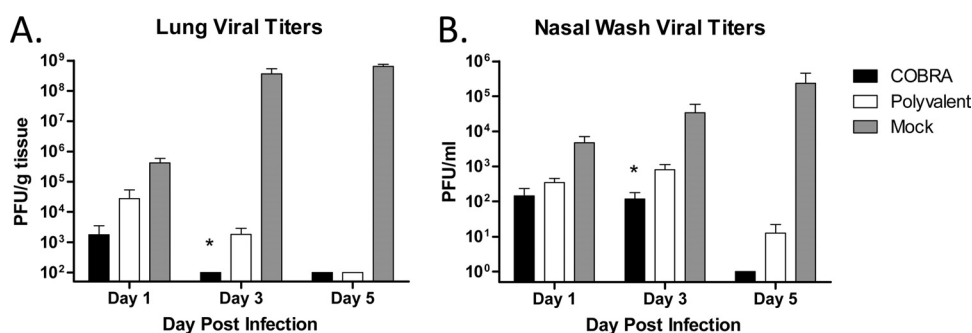 A.
Lung Viral Titers
PFU/g tissue
10⁹
10⁸
10⁷
10⁶
10⁵
10⁴
10³
10²
*
Day 1 Day 3 Day 5
Day Post Infection
B.
Nasal Wash Viral Titers
PFU/ml
10⁶
10⁵
10⁴
10³
10²
10¹
10⁰
*
Day 1 Day 3 Day 5
Day Post Infection
COBRA
Polyvalent
Mock